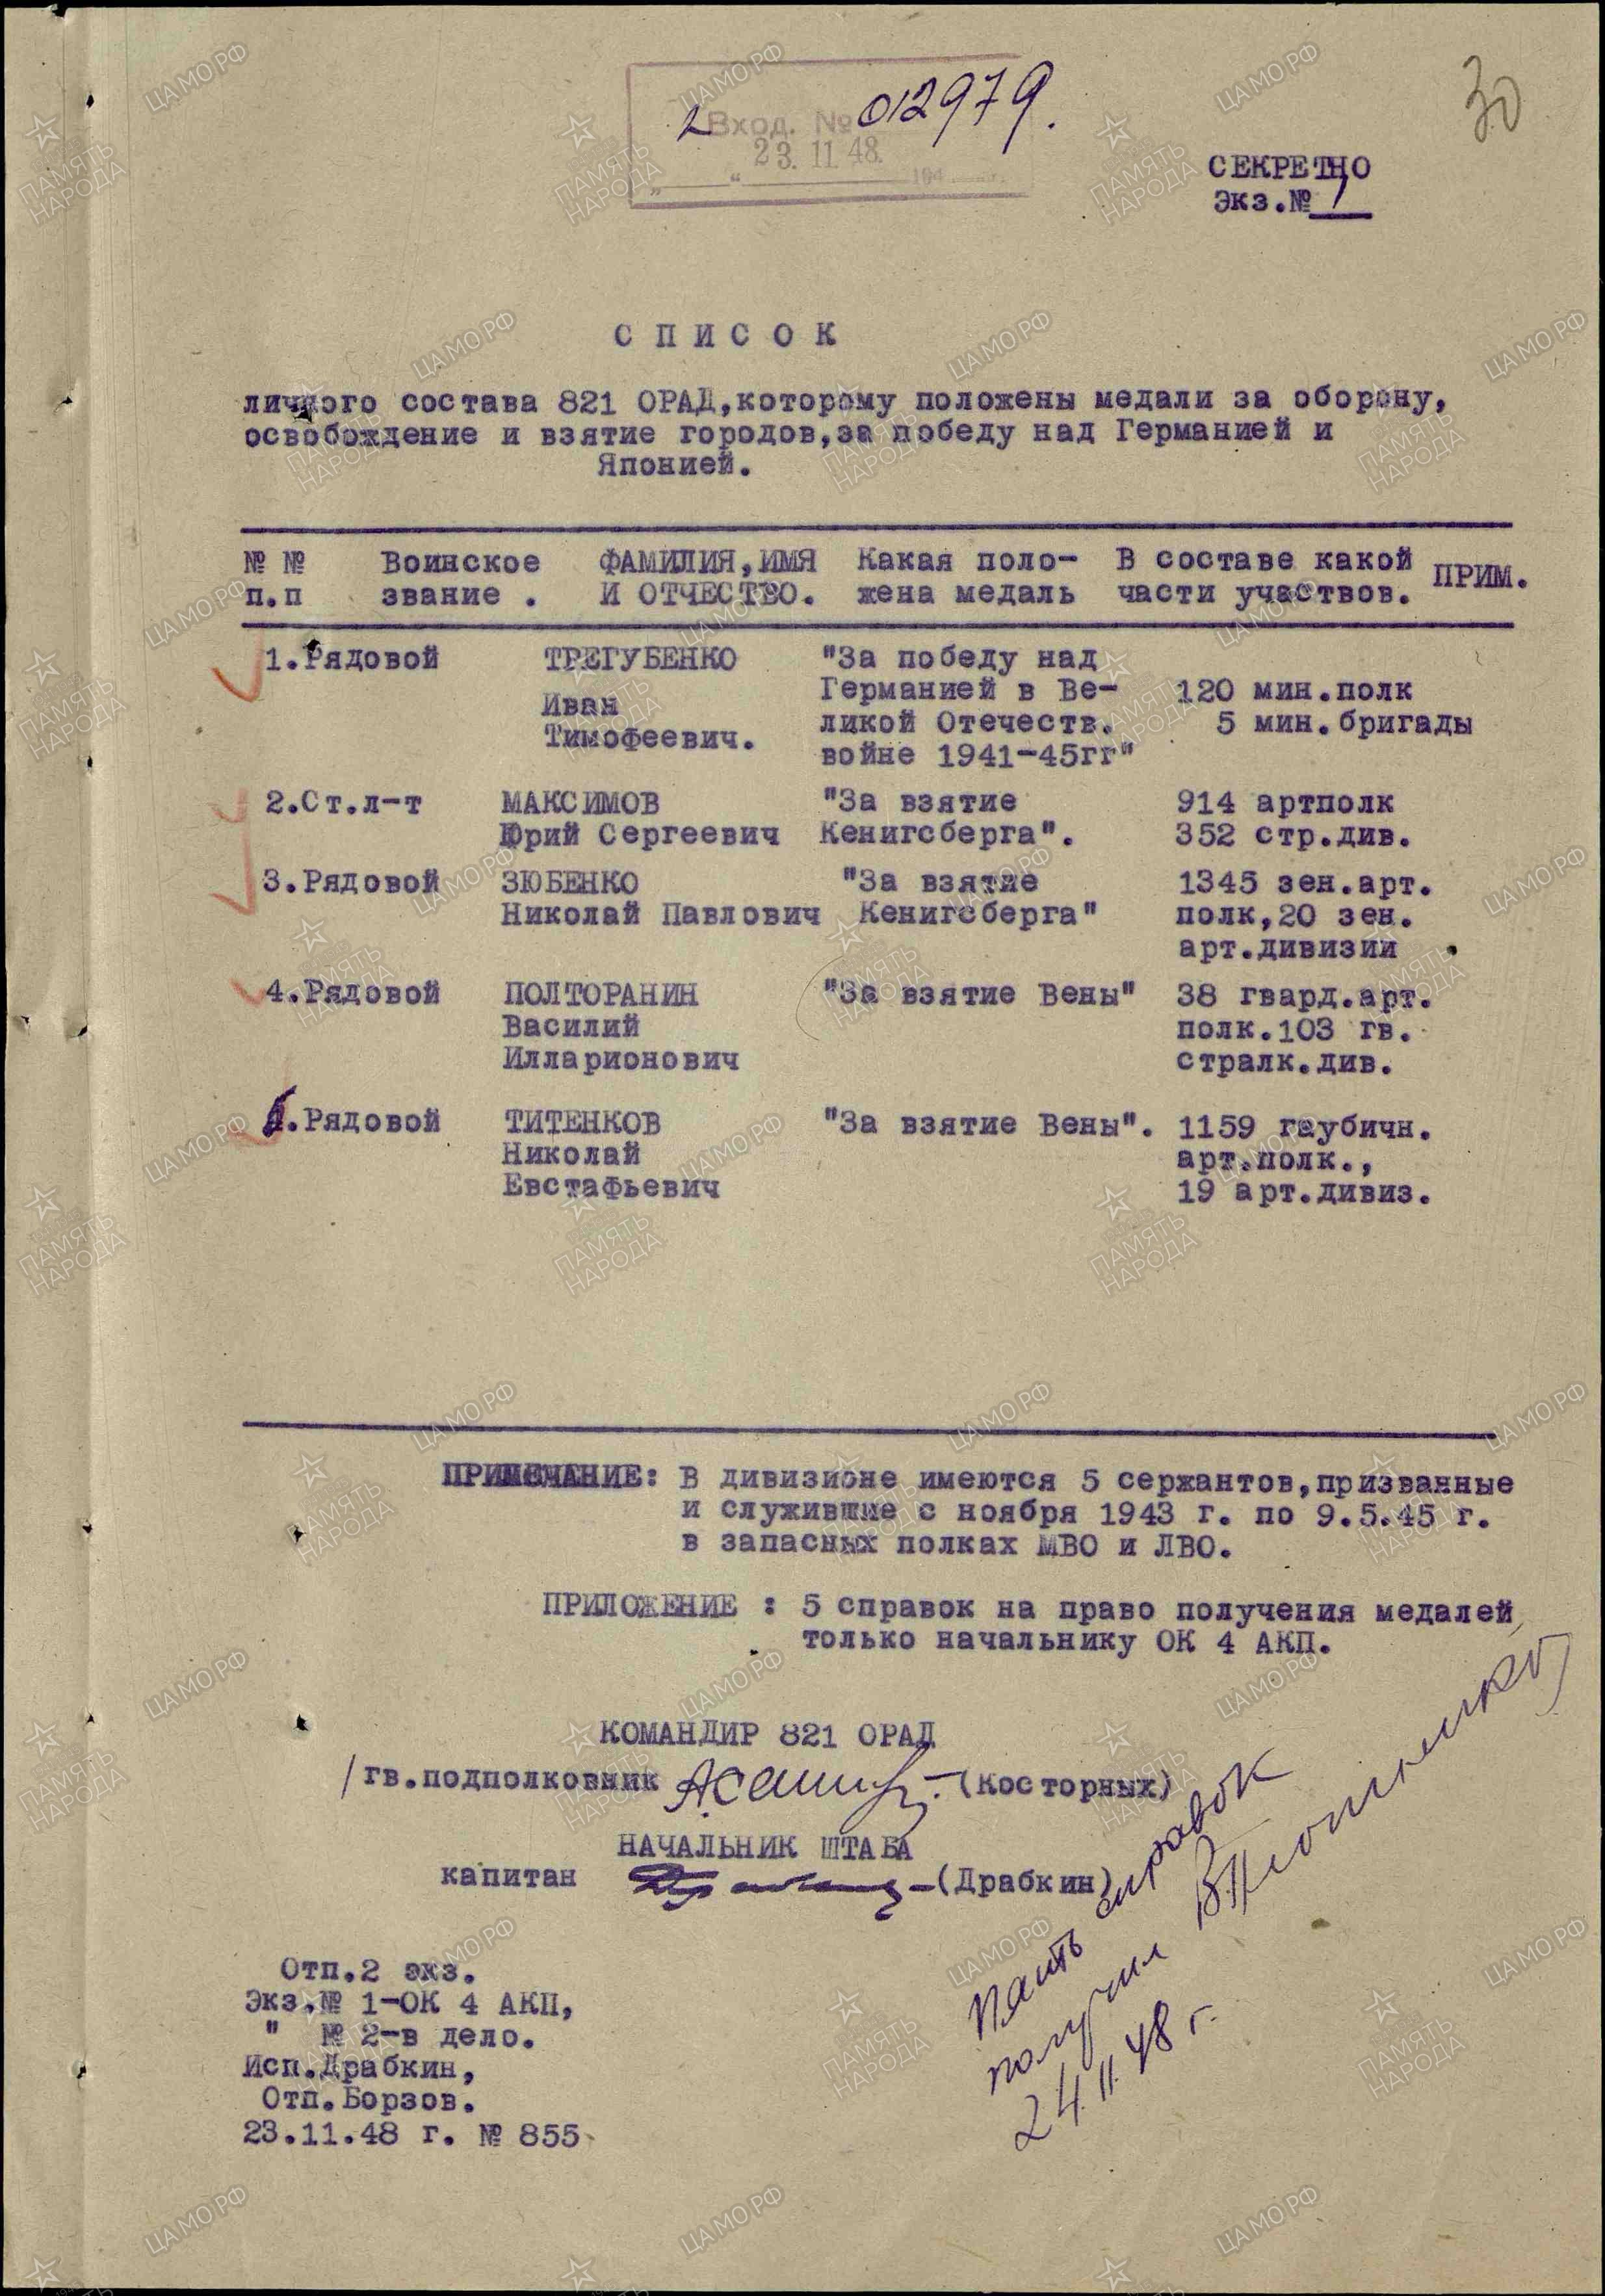 Вход. № 012979.
23.11.48.
30
СЕКРЕТНО
Экз.№ 1
С П И С О К
личного состава 821 ОРАД,которому положены медали за оборону,
освобождение и взятие городов,за победу над Германией и
Японией.
№ № Воинское ФАМИЛИЯ,ИМЯ Какая поло- В составе какой ПРИМ.
п.п звание . И ОТЧЕСТВО. жена медаль части участвов.
1.Рядовой ТРЕГУБЕНКО "За победу над
Иван Германией в Ве- 120 мин.полк
Тимофеевич. ликой Отечеств. 5 мин.бригады
войне 1941-45гг"
2.Ст.л-т МАКСИМОВ "За взятие 914 артполк
Юрий Сергеевич Кенигсберга". 352 стр.див.
3.Рядовой ЗЮБЕНКО "За взятие 1345 зен.арт.
Николай Павлович Кенигсберга" полк,20 зен.
арт.дивизии
4.Рядовой ПОЛТОРАНИН "За взятие Вены" 38 гвард.арт.
Василий полк.103 гв.
Илларионович стралк.див.
5.Рядовой ТИТЕНКОВ "За взятие Вены". 1159 гаубичн.
Николай арт.полк.,
Евстафьевич 19 арт.дивиз.
ПРИМЕЧАНИЕ: В дивизионе имеются 5 сержантов,призванные
и служившие с ноября 1943 г. по 9.5.45 г.
в запасных полках МВО и ЛВО.
ПРИЛОЖЕНИЕ : 5 справок на право получения медалей
только начальнику ОК 4 АКП.
КОМАНДИР 821 ОРАД
гв.подполковник (Косторных)
НАЧАЛЬНИК ШТАБА
капитан (Драбкин)
Пять справок
получил
24.11.48 г.
Отп.2 экз.
Экз.№ 1-ОК 4 АКП,
" № 2-в дело.
Исп.Драбкин,
Отп.Борзов.
23.11.48 г. № 855
ЦАМО РФ
ПАМЯТЬ
НАРОДА